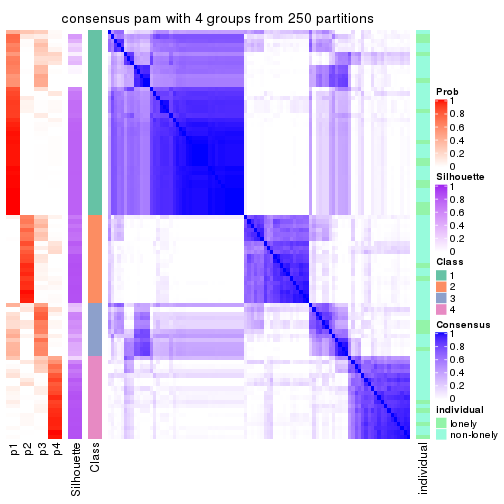 consensus pam with 4 groups from 250 partitions
Prob
1
0.8
0.6
0.4
0.2
0
Silhouette
1
0.8
0.6
0.4
0.2
0
Class
1
2
3
4
Consensus
1
0.8
0.6
0.4
0.2
0
individual
lonely
non-lonely
p1
p2
p3
p4
Silhouette
Class
individual